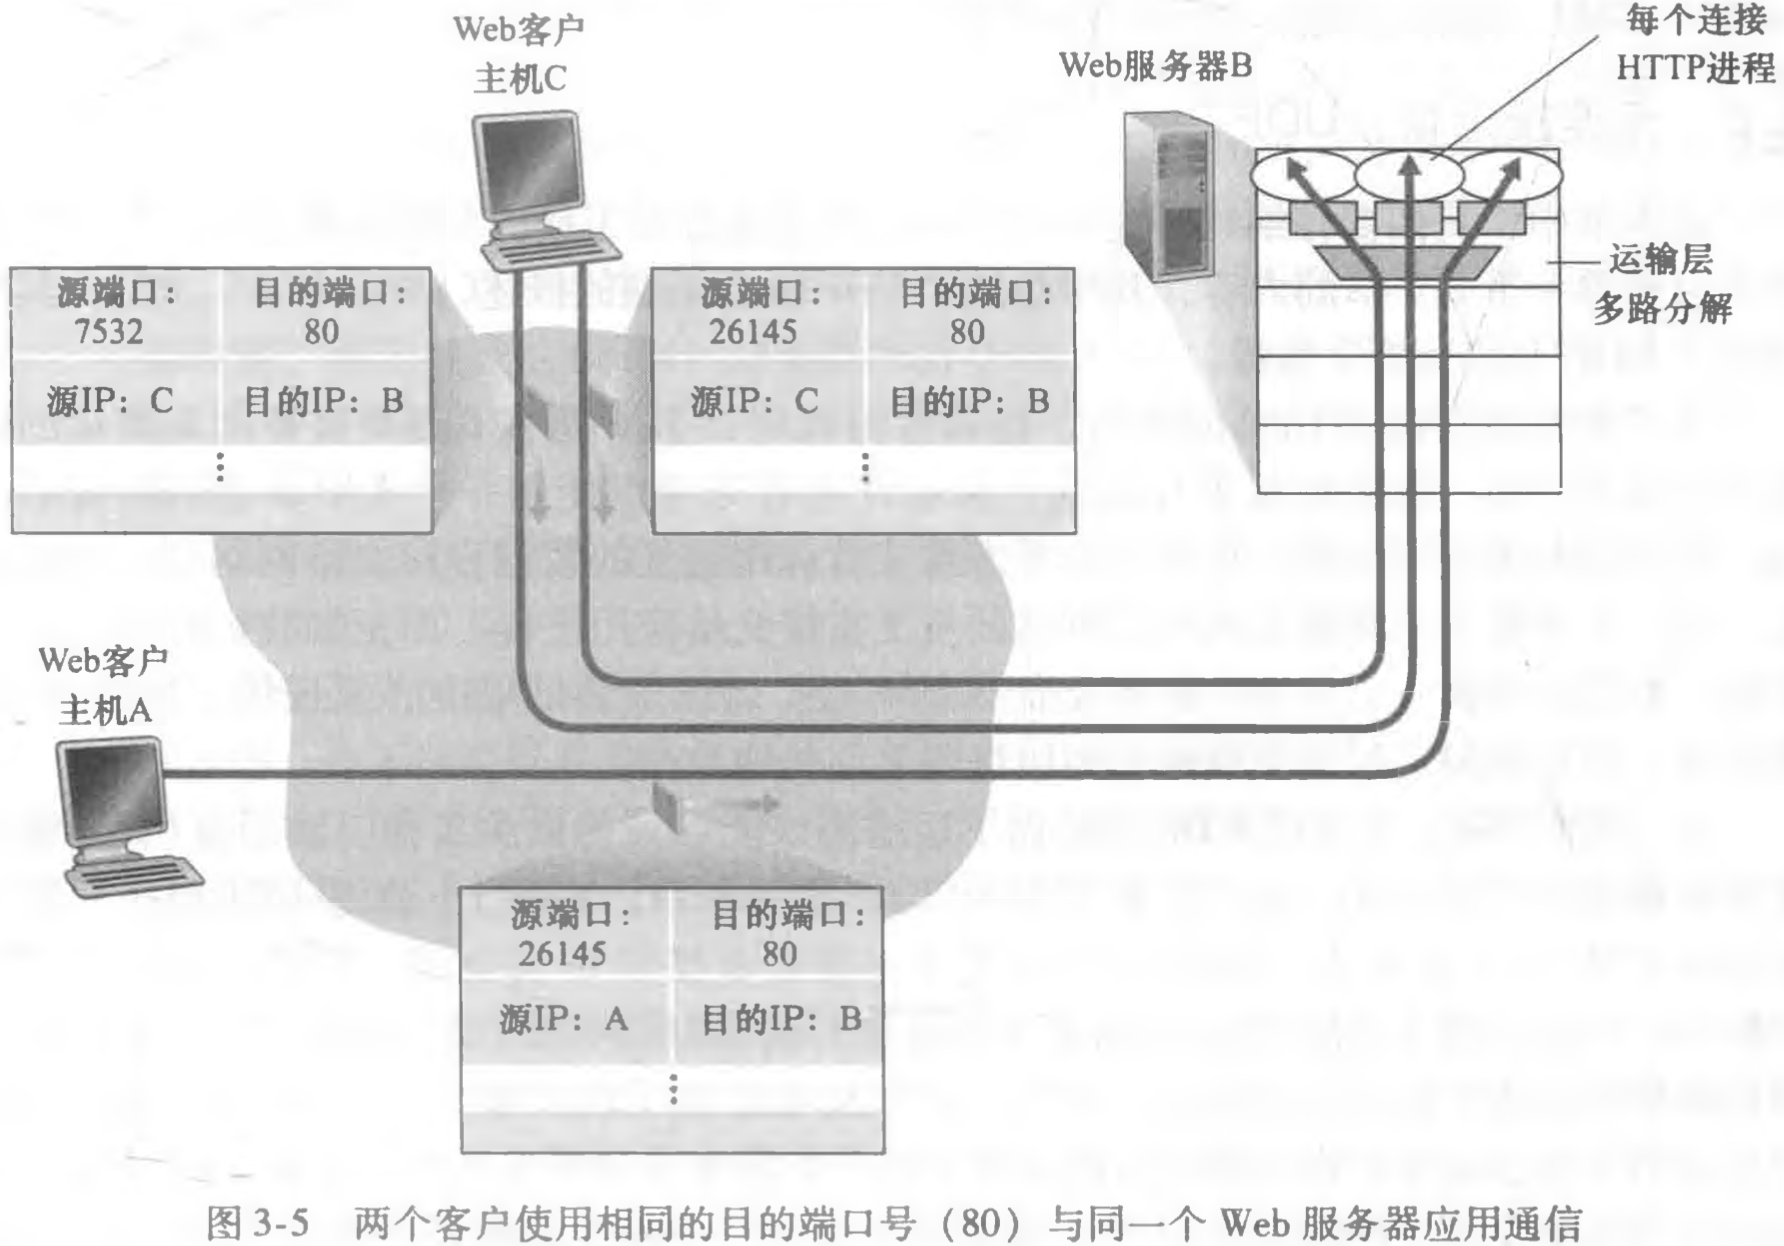 Web客户
主机C
Web服务器B
每个连接
HTTP进程
运输层
多路分解
源端口:
7532
目的端口:
80
源IP: C
目的IP: B
源端口:
26145
目的端口:
80
源IP: C
目的IP: B
Web客户
主机A
源端口:
26145
目的端口:
80
源IP: A
目的IP: B
图3-5 两个客户使用相同的目的端口号（80）与同一个 Web 服务器应用通信